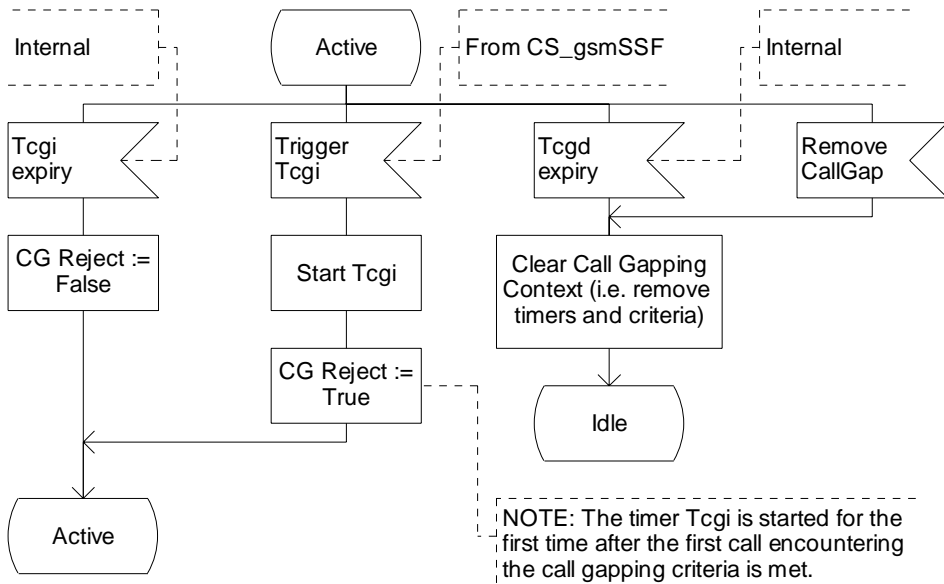 Internal
Active
From CS_gsmSSF
Internal
Tcgi
expiry
Trigger
Tcgi
Tcgd
expiry
Remove
CallGap
CG Reject :=
False
Start Tcgi
Clear Call Gapping
Context (i.e. remove
timers and criteria)
CG Reject :=
True
Idle
Active
NOTE: The timer Tcgi is started for the
first time after the first call encountering
the call gapping criteria is met.